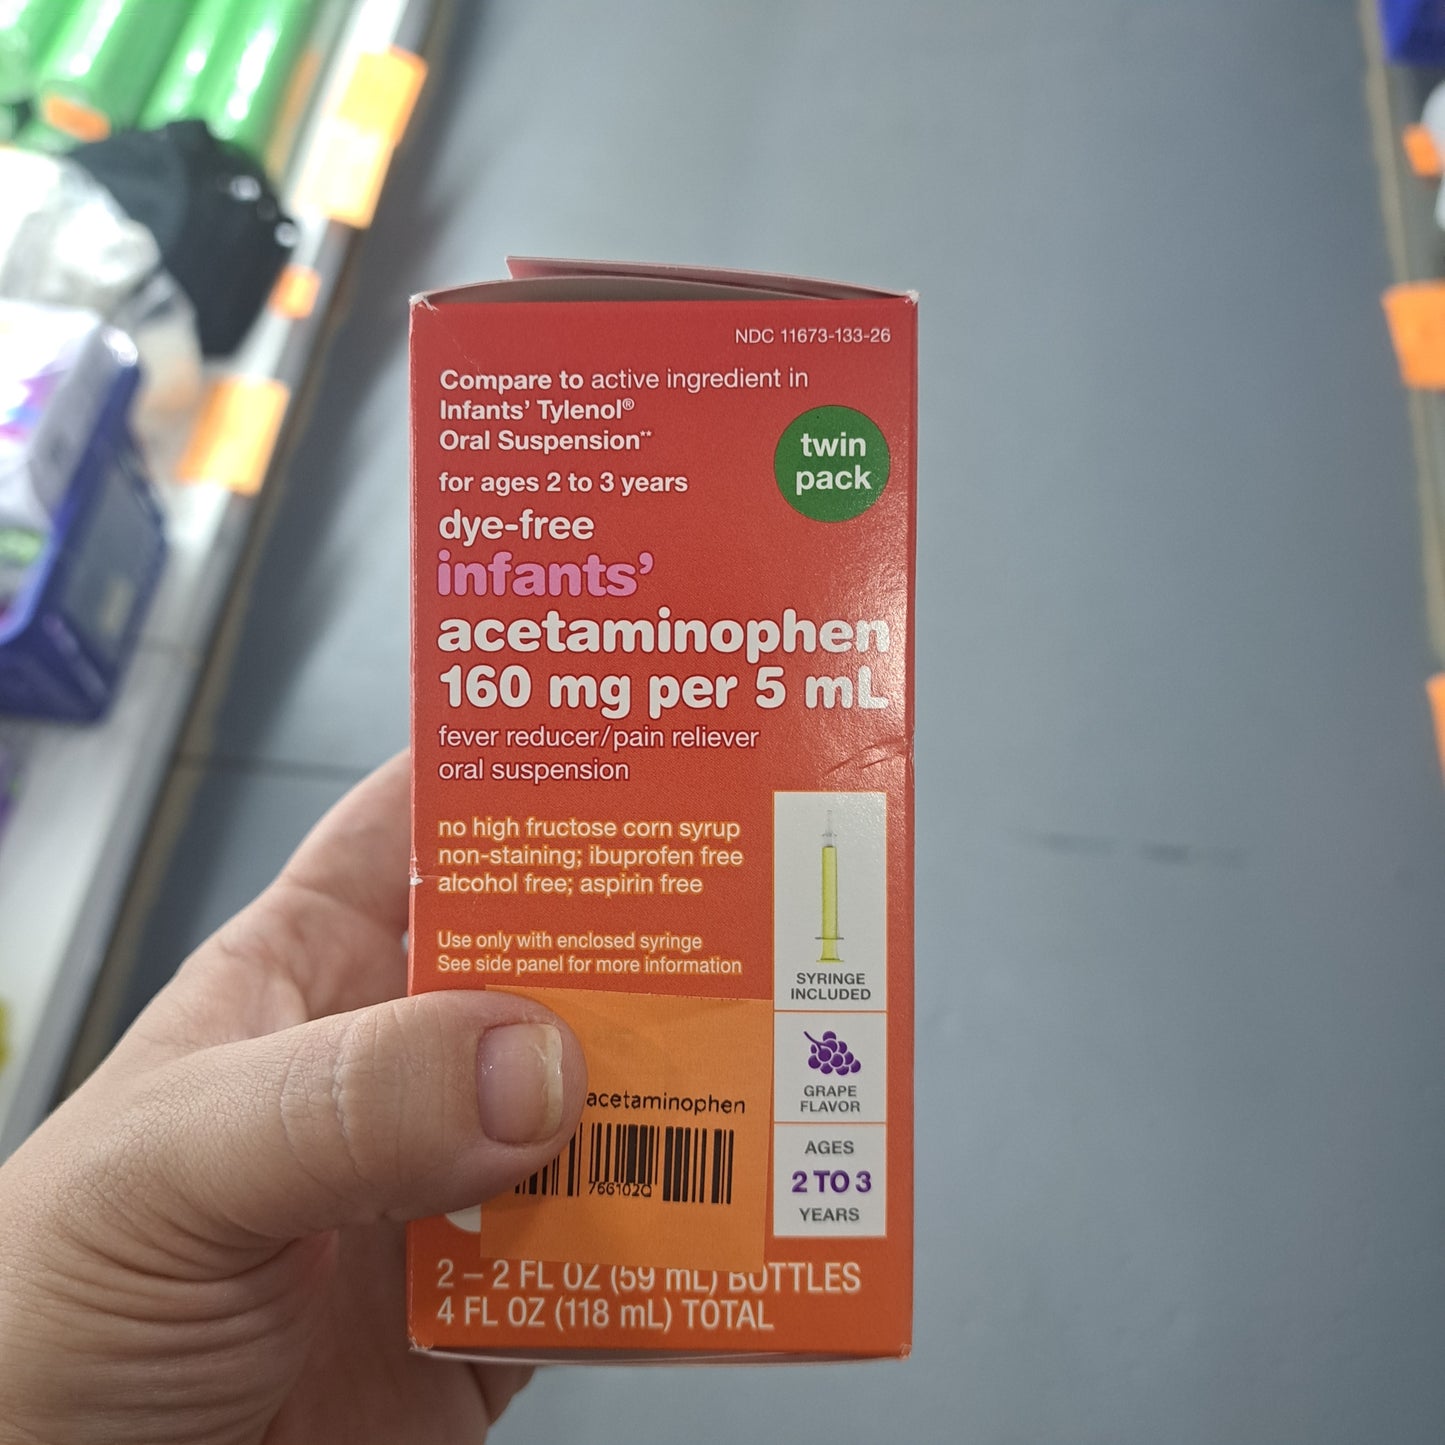 NDC 11673-133-26
Compare to active ingredient in
Infants' Tylenol®
Oral Suspension**
for ages 2 to 3 years
twin
pack
dye-free
infants'
acetaminophen
160 mg per 5 mL
fever reducer/pain reliever
oral suspension
no high fructose corn syrup
non-staining; ibuprofen free
alcohol free; aspirin free
Use only with enclosed syringe
See side panel for more information
SYRINGE
INCLUDED
GRAPE
FLAVOR
AGES
2 TO 3
YEARS
acetaminophen
766102Q
2 – 2 FL OZ (59 mL) BOTTLES
4 FL OZ (118 mL) TOTAL